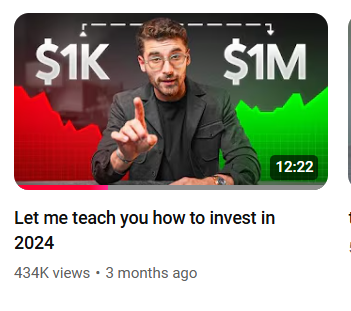 $1K $1M
12:22
Let me teach you how to invest in
2024
434K views • 3 months ago